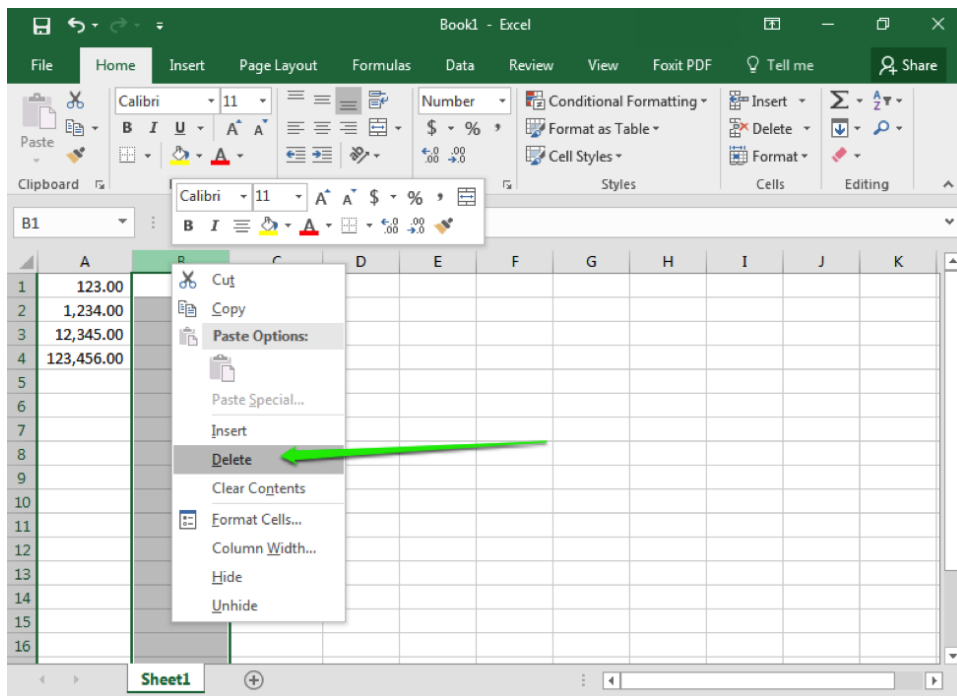 Book1 - Excel
File Home Insert Page Layout Formulas Data Review View Foxit PDF Tell me Share
Calibri 11 Number Conditional Formatting Insert
Paste B I U A A $ % , Format as Table Delete
A .00 .0 Cell Styles Format
Clipboard Styles Cells Editing
Calibri 11 A A $ % ,
B1 B I A
A B C D E F G H I J K
1 123.00
2 1,234.00
3 12,345.00
4 123,456.00
5
6
7
8
9
10
11
12
13
14
15
16
Cut
Copy
Paste Options:
Paste Special...
Insert
Delete
Clear Contents
Format Cells...
Column Width...
Hide
Unhide
Sheet1